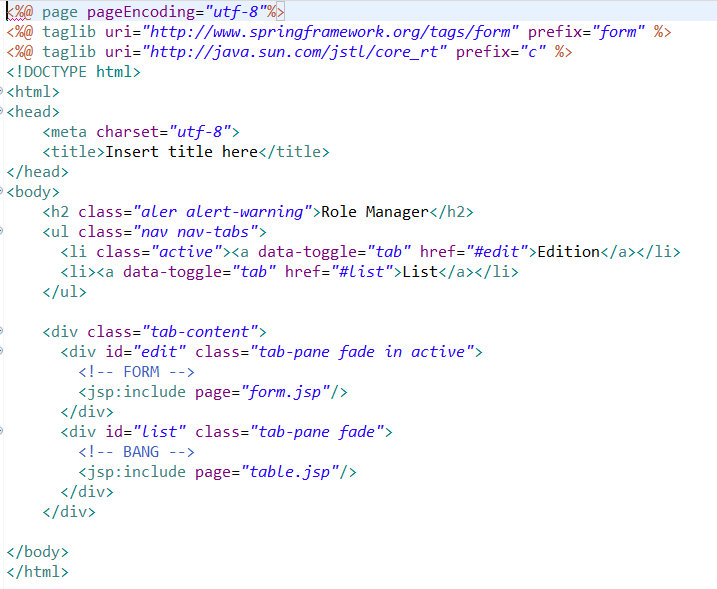 <%@ page pageEncoding="utf-8"%>
<%@ taglib uri="http://www.springframework.org/tags/form" prefix="form" %>
<%@ taglib uri="http://java.sun.com/jstl/core_rt" prefix="c" %>
<!DOCTYPE html>
<html>
<head>
    <meta charset="utf-8">
    <title>Insert title here</title>
</head>
<body>
    <h2 class="aler alert-warning">Role Manager</h2>
    <ul class="nav nav-tabs">
      <li class="active"><a data-toggle="tab" href="#edit">Edition</a></li>
      <li><a data-toggle="tab" href="#list">List</a></li>
    </ul>

    <div class="tab-content">
      <div id="edit" class="tab-pane fade in active">
        <!-- FORM -->
        <jsp:include page="form.jsp"/>
      </div>
      <div id="list" class="tab-pane fade">
        <!-- BANG -->
        <jsp:include page="table.jsp"/>
      </div>
    </div>

</body>
</html>